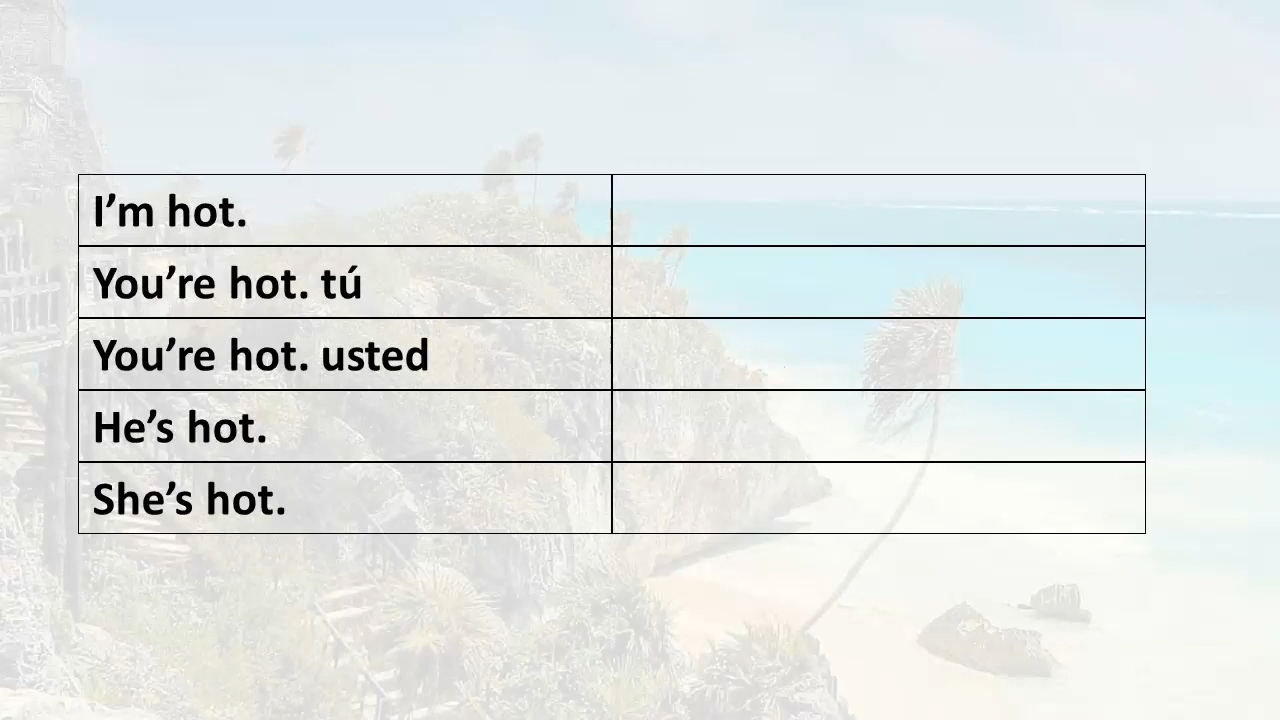 I’m hot.
You’re hot. tú
You’re hot. usted
He’s hot.
She’s hot.